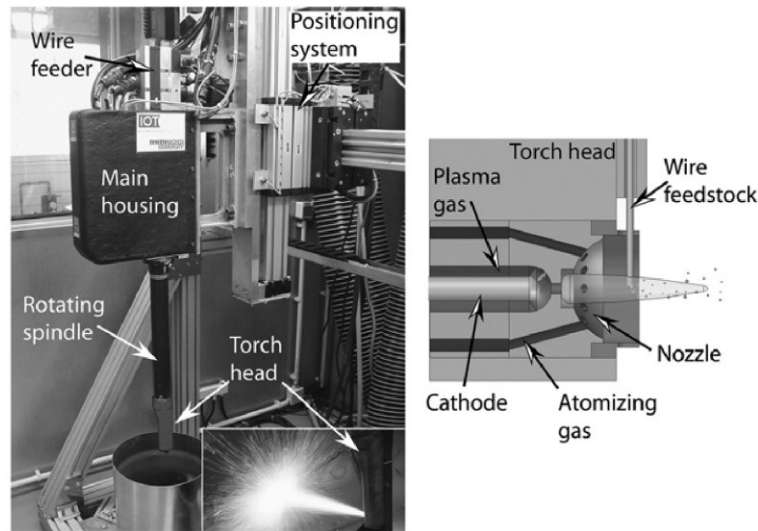 Wire
feeder
Positioning
system
IOT
Main
housing
Rotating
spindle
Torch
head
Torch head
Plasma
gas
Wire
feedstock
Cathode
Atomizing
gas
Nozzle